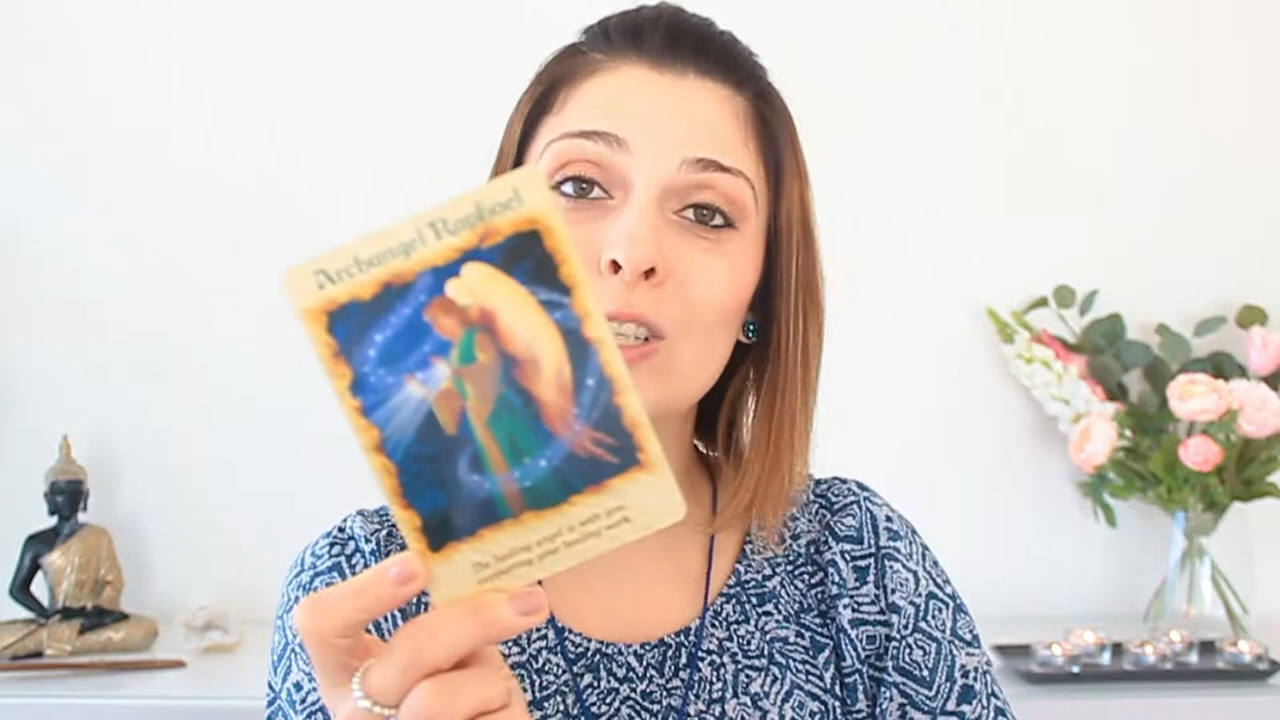 Archangel Raphael
The healing angel is with you,
supporting your healing work.